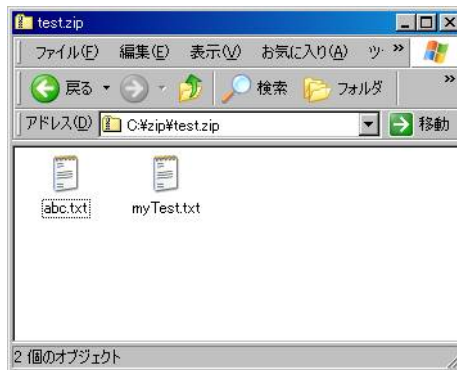 test.zip
ファイル(F) 編集(E) 表示(V) お気に入り(A) ツ »
戻る 検索 フォルダ »
アドレス(D) C:¥zip¥test.zip 移動
abc.txt myTest.txt
2 個のオブジェクト